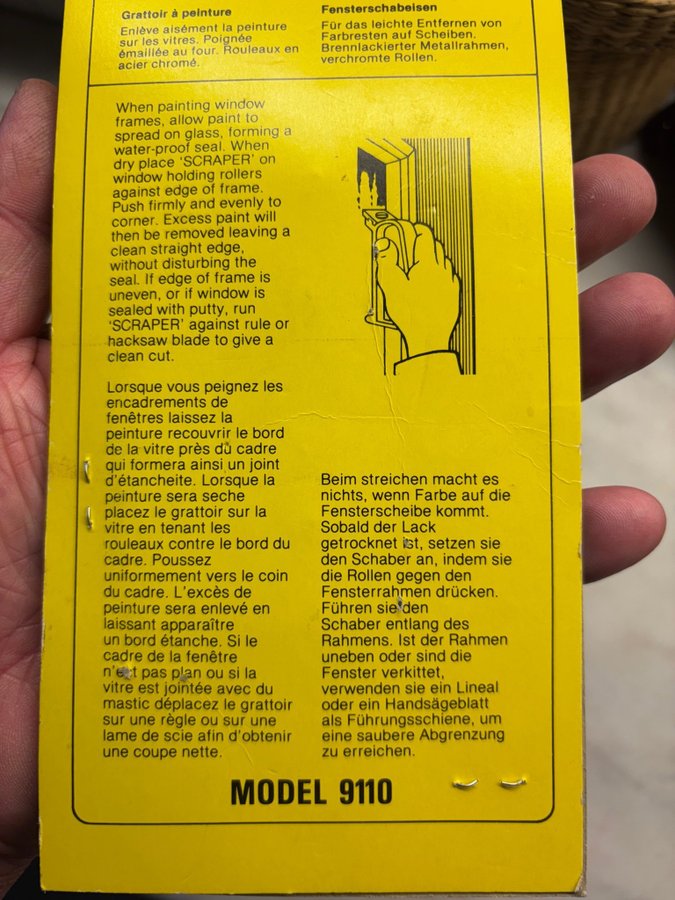 Grattoir à peinture
Enlève aisément la peinture
sur les vitres. Poignée
émaillée au four. Rouleaux en
acier chromé.
Fensterschabeisen
Für das leichte Entfernen von
Farbresten auf Scheiben.
Brennlackierter Metallrahmen,
verchromte Rollen.
When painting window
frames, allow paint to
spread on glass, forming a
water-proof seal. When
dry place 'SCRAPER' on
window holding rollers
against edge of frame.
Push firmly and evenly to
corner. Excess paint will
then be removed leaving a
clean straight edge,
without disturbing the
seal. If edge of frame is
uneven, or if window is
sealed with putty, run
'SCRAPER' against rule or
hacksaw blade to give a
clean cut.
Lorsque vous peignez les
encadrements de
fenêtres laissez la
peinture recouvrir le bord
de la vitre près du cadre
qui formera ainsi un joint
d'étancheite. Lorsque la
peinture sera seche
placez le grattoir sur la
vitre en tenant les
rouleaux contre le bord du
cadre. Poussez
uniformement vers le coin
du cadre. L'excès de
peinture sera enlevé en
laissant apparaître
un bord étanche. Si le
cadre de la fenêtre
n'est pas plan ou si la
vitre est jointée avec du
mastic déplacez le grattoir
sur une règle ou sur une
lame de scie afin d'obtenir
une coupe nette.
Beim streichen macht es
nichts, wenn Farbe auf die
Fensterscheibe kommt.
Sobald der Lack
getrocknet ist, setzen sie
den Schaber an, indem sie
die Rollen gegen den
Fensterrahmen drücken.
Führen sie den
Schaber entlang des
Rahmens. Ist der Rahmen
uneben oder sind die
Fenster verkittet,
verwenden sie ein Lineal
oder ein Handsägeblatt
als Führungsschiene, um
eine saubere Abgrenzung
zu erreichen.
MODEL 9110